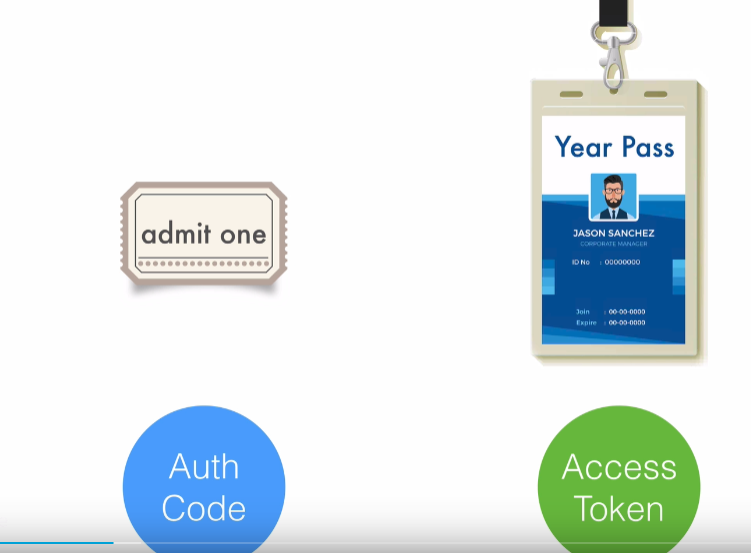 admit one
Year Pass
JASON SANCHEZ
CORPORATE MANAGER
ID No : 00000000
Join : 00-00-0000
Expire : 00-00-0000
Auth
Code
Access
Token